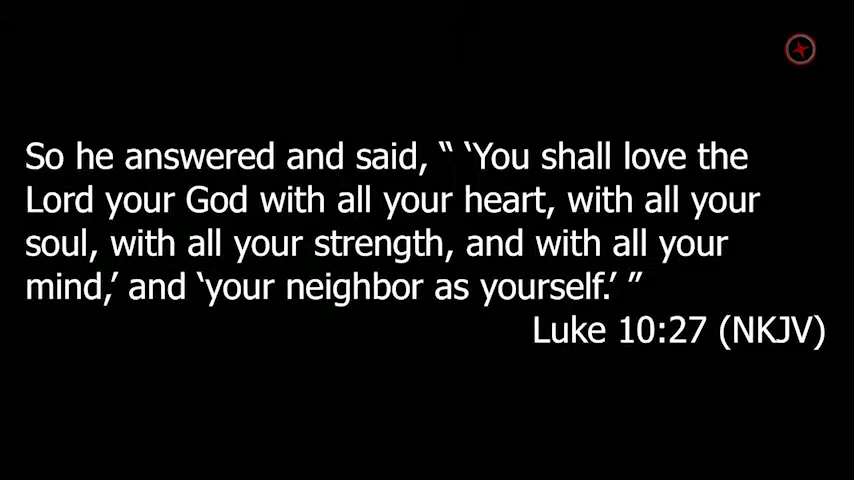 So he answered and said, “ ‘You shall love the
Lord your God with all your heart, with all your
soul, with all your strength, and with all your
mind,’ and ‘your neighbor as yourself.’ ”
Luke 10:27 (NKJV)